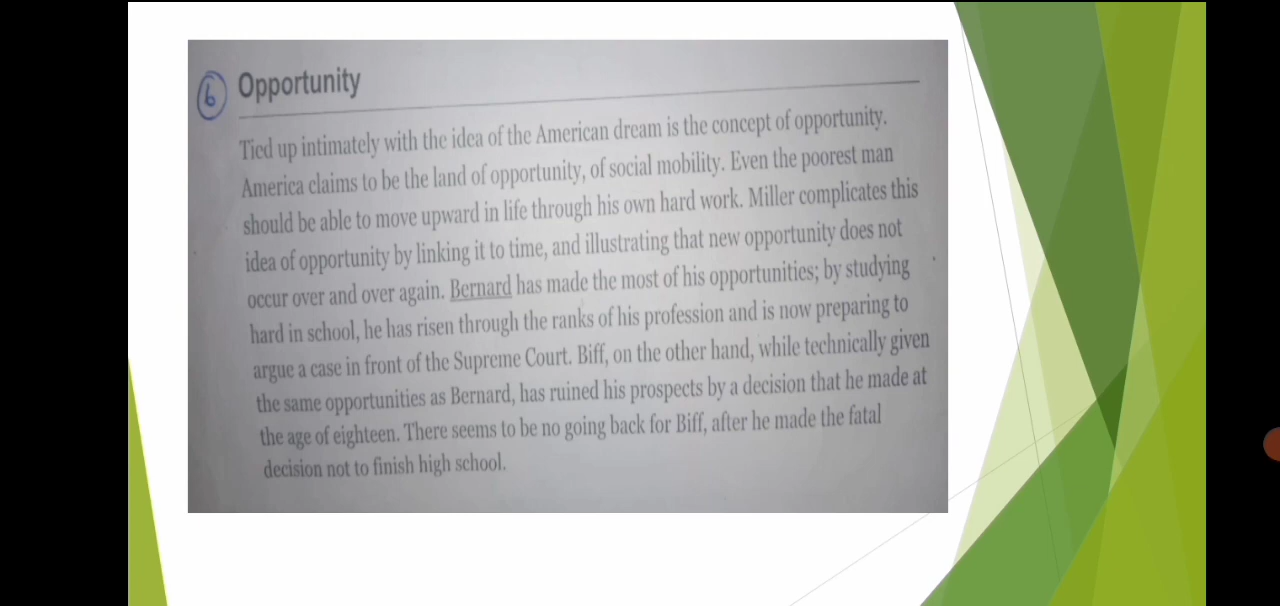 6 Opportunity
Tied up intimately with the idea of the American dream is the concept of opportunity.
America claims to be the land of opportunity, of social mobility. Even the poorest man
should be able to move upward in life through his own hard work. Miller complicates this
idea of opportunity by linking it to time, and illustrating that new opportunity does not
occur over and over again. Bernard has made the most of his opportunities; by studying
hard in school, he has risen through the ranks of his profession and is now preparing to
argue a case in front of the Supreme Court. Biff, on the other hand, while technically given
the same opportunities as Bernard, has ruined his prospects by a decision that he made at
the age of eighteen. There seems to be no going back for Biff, after he made the fatal
decision not to finish high school.